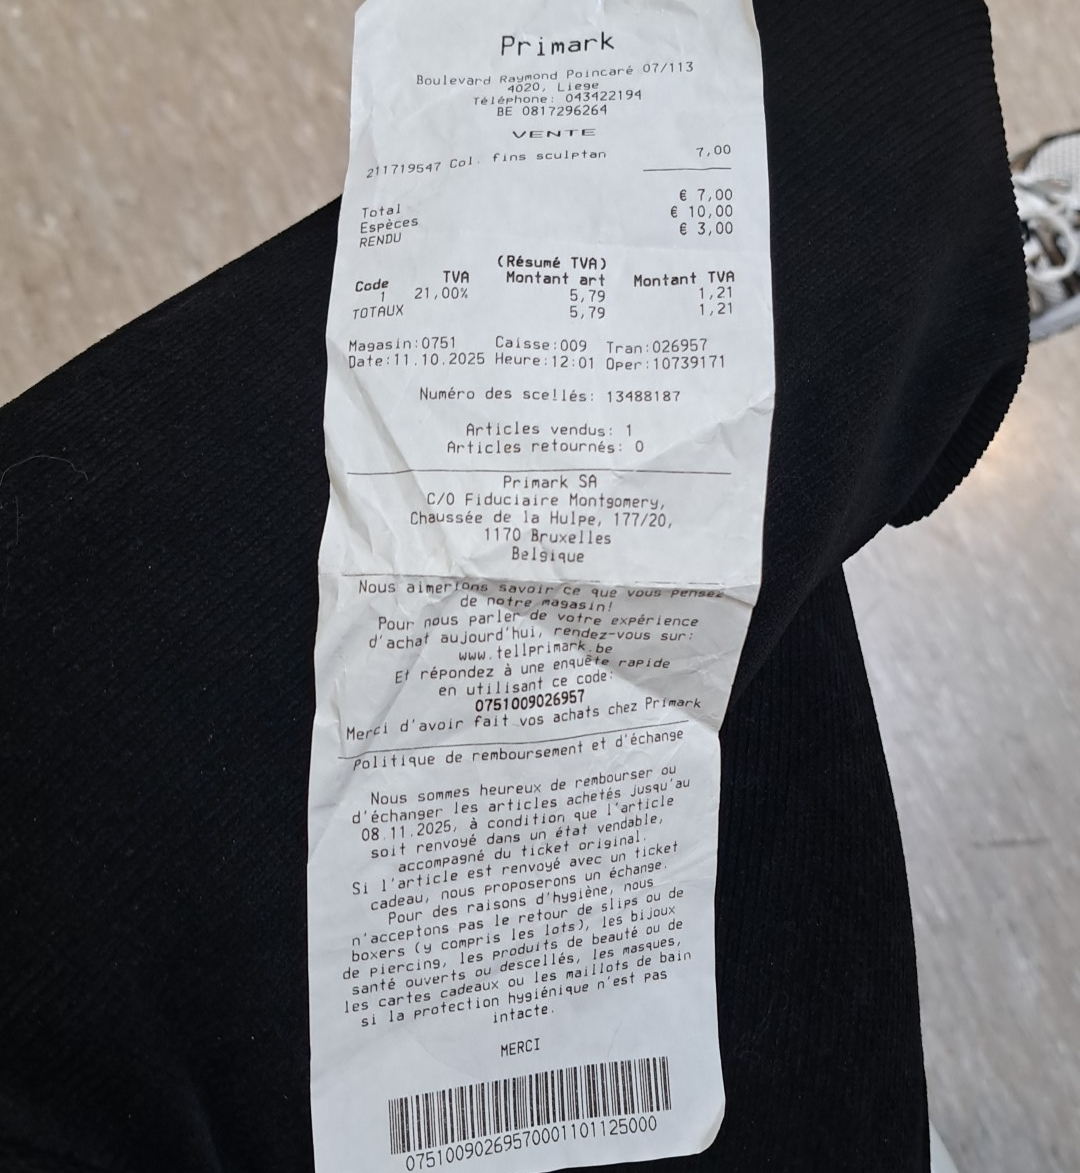 Primark
Boulevard Raymond Poincaré 07/113
4020, Liege
Téléphone: 043422194
BE 0817296264
VENTE
211719547 Col. fins sculptan 7,00
Total € 7,00
Espèces € 10,00
RENDU € 3,00
(Résumé TVA)
Code TVA Montant art Montant TVA
1 21,00% 5,79 1,21
TOTAUX 5,79 1,21
Magasin:0751 Caisse:009 Tran:026957
Date:11.10.2025 Heure:12:01 Oper:10739171
Numéro des scellés: 13488187
Articles vendus: 1
Articles retournés: 0
Primark SA
C/O Fiduciaire Montgomery,
Chaussée de la Hulpe, 177/20,
1170 Bruxelles
Belgique
Nous aimerions savoir ce que vous pensez
de notre magasin!
Pour nous parler de votre expérience
d'achat aujourd'hui, rendez-vous sur:
www.tellprimark.be
Et répondez à une enquête rapide
en utilisant ce code:
0751009026957
Merci d'avoir fait vos achats chez Primark
Politique de remboursement et d'échange
Nous sommes heureux de rembourser ou
d'échanger les articles achetés jusqu'au
08.11.2025, à condition que l'article
soit renvoyé dans un état vendable,
accompagné du ticket original.
Si l'article est renvoyé avec un ticket
cadeau, nous proposerons un échange.
Pour des raisons d'hygiène, nous
n'acceptons pas le retour de slips ou de
boxers (y compris les lots), les bijoux
de piercing, les produits de beauté ou de
santé ouverts ou descellés, les masques,
les cartes cadeaux ou les maillots de bain
si la protection hygiénique n'est pas
intacte.
MERCI
07510090269570001101125000